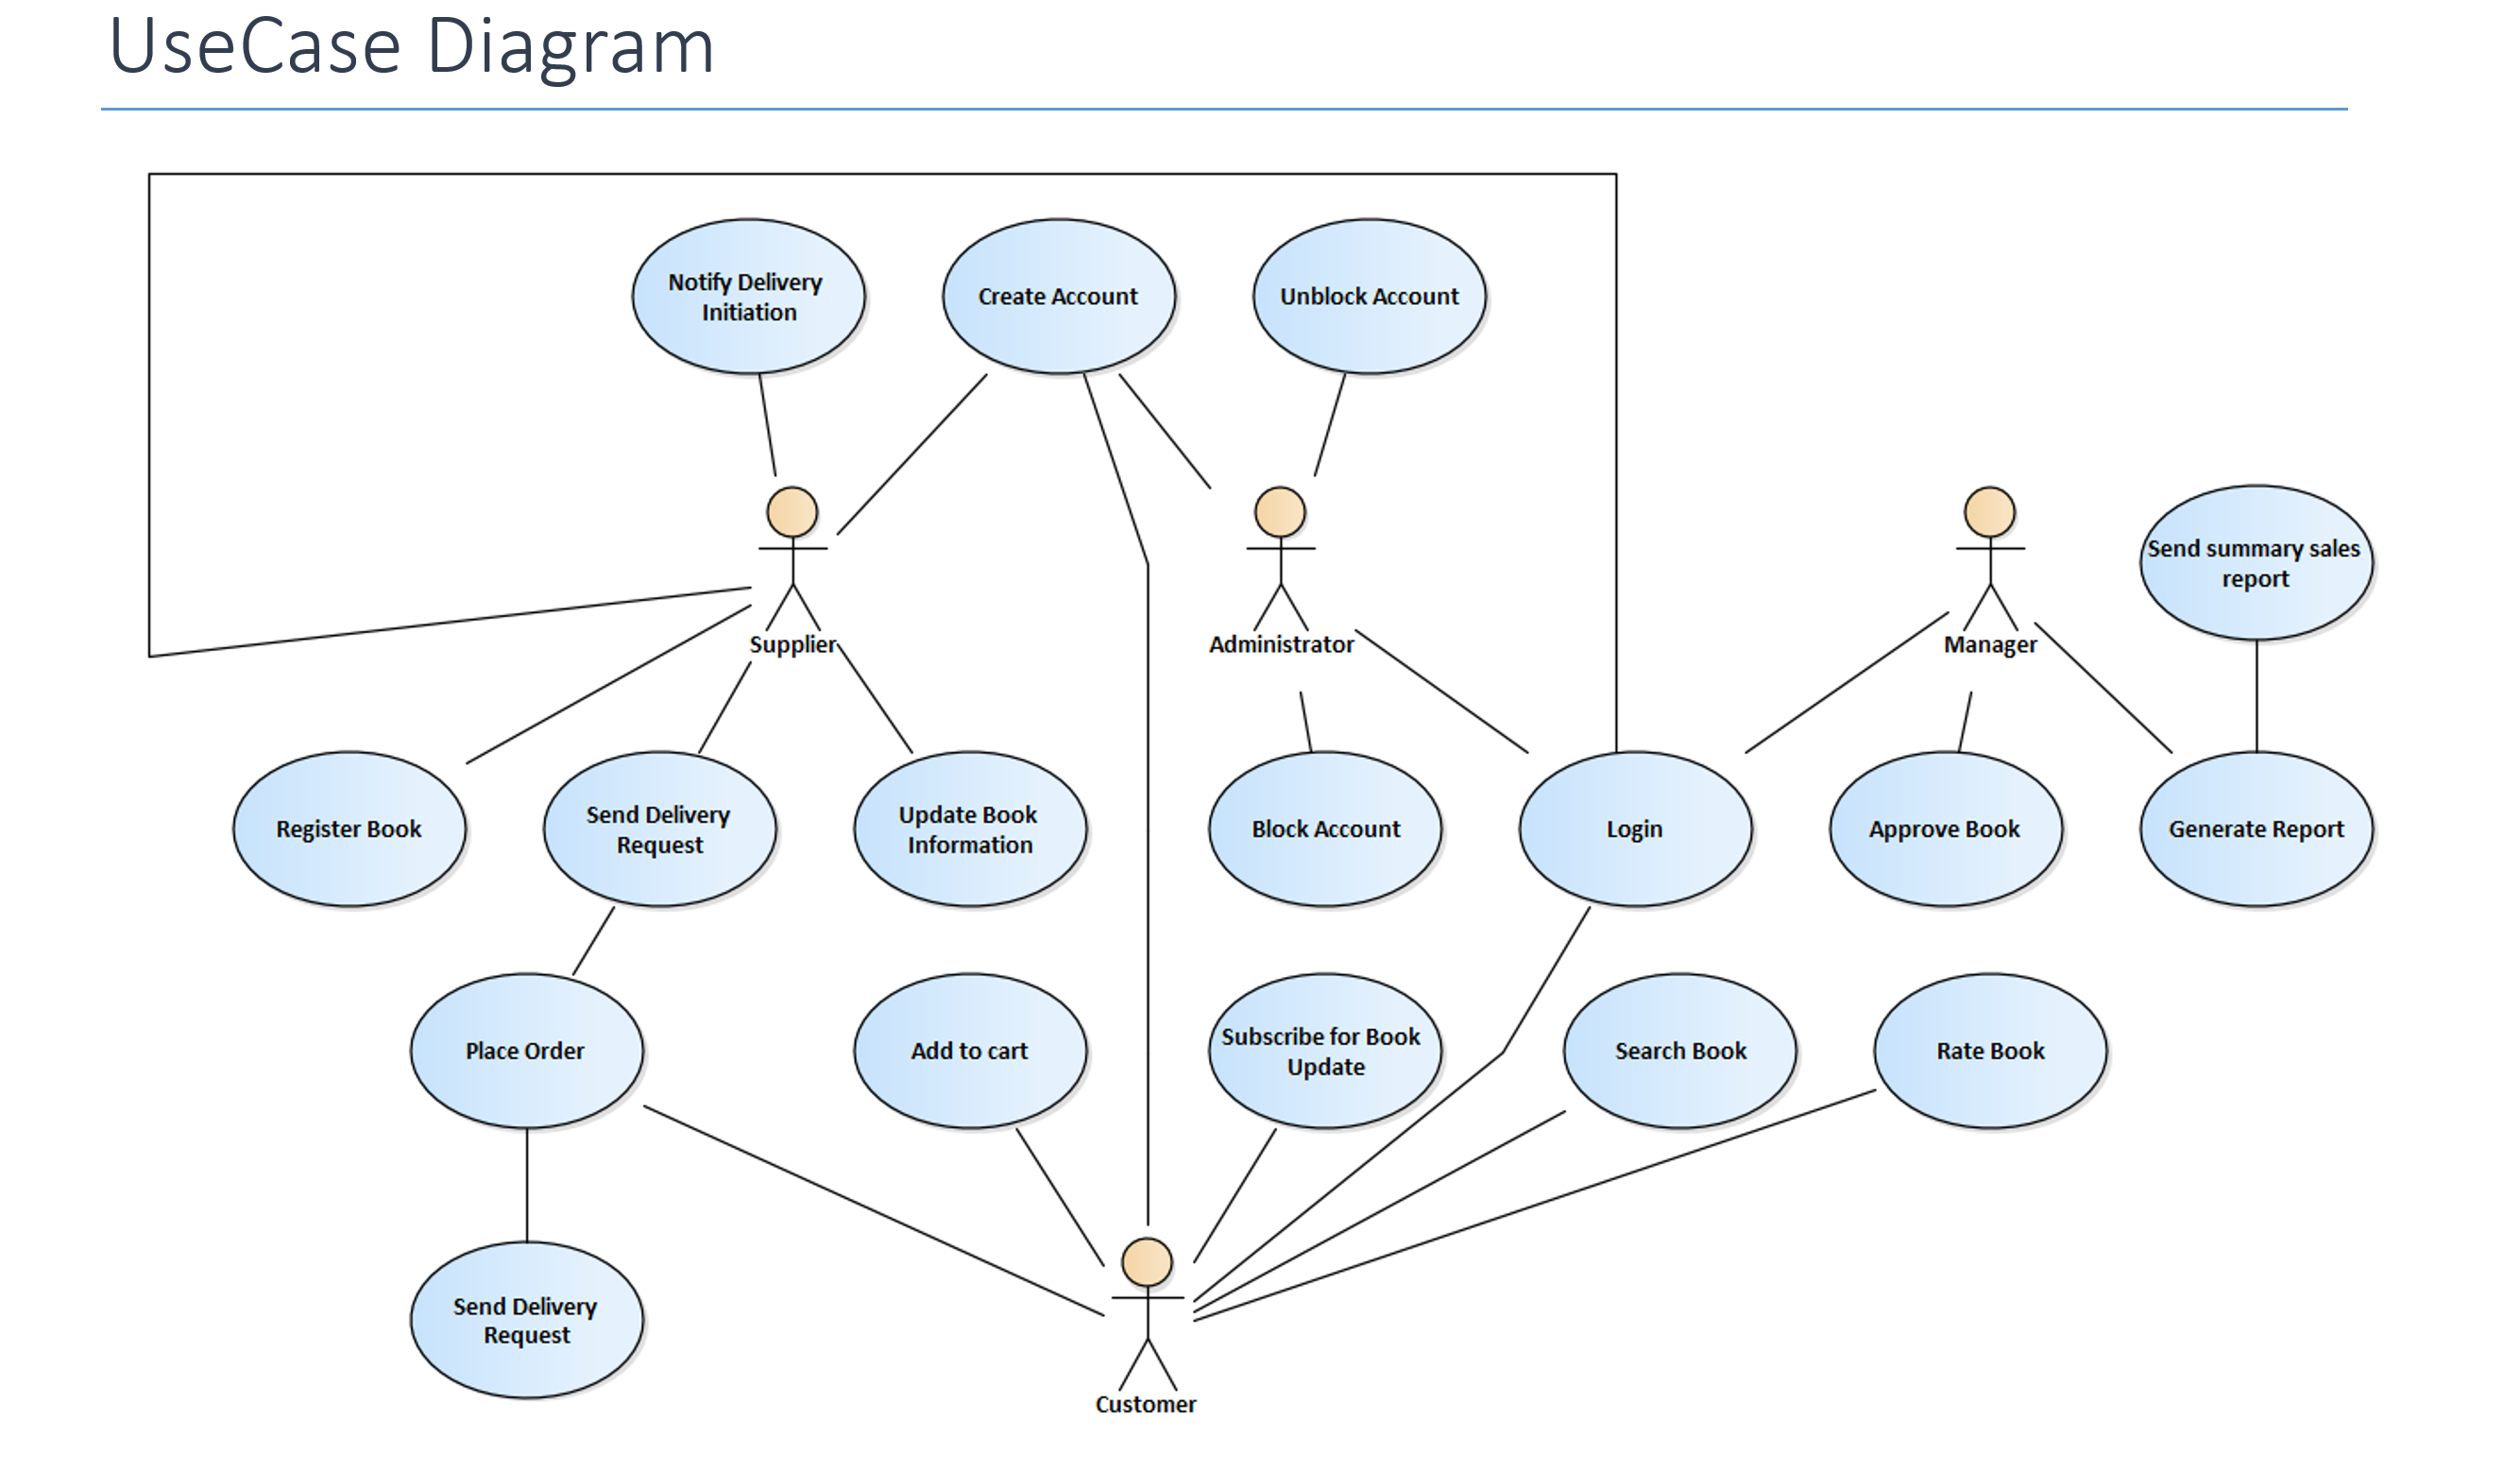 UseCase Diagram
Notify Delivery
Initiation
Create Account
Unblock Account
Send summary sales
report
Supplier
Administrator
Manager
Register Book
Send Delivery
Request
Update Book
Information
Block Account
Login
Approve Book
Generate Report
Place Order
Add to cart
Subscribe for Book
Update
Search Book
Rate Book
Send Delivery
Request
Customer